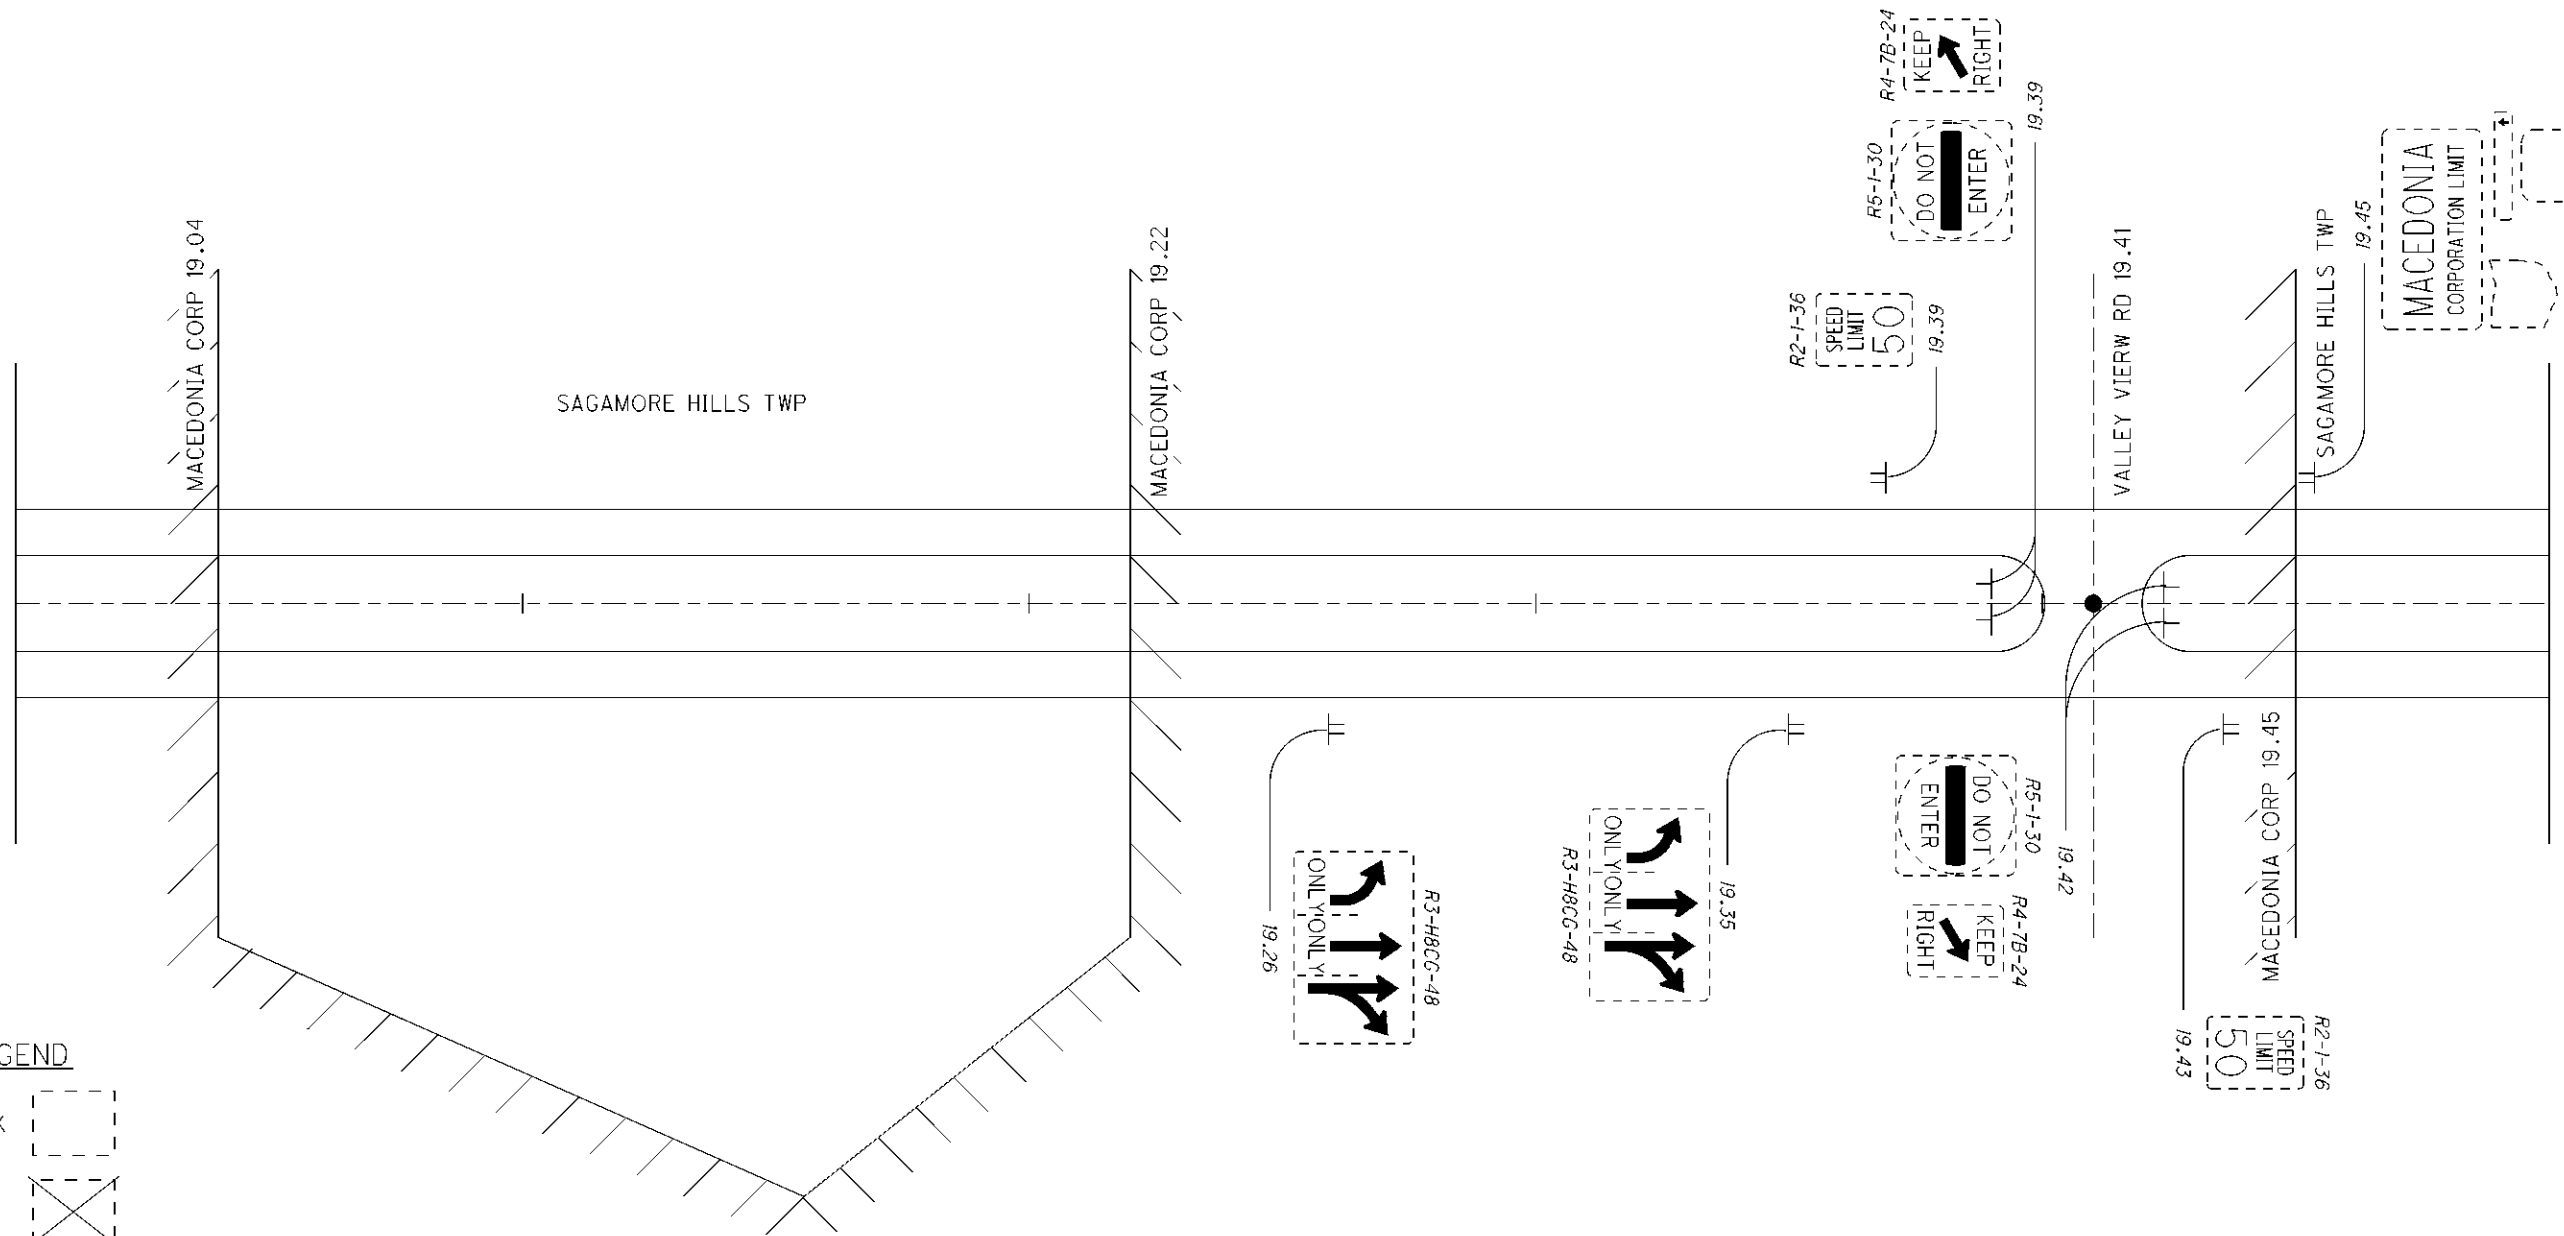 MACEDONIA CORP 19.04
SAGAMORE HILLS TWP
MACEDONIA CORP 19.22
R4-7B-24
KEEP
RIGHT
R5-1-30
DO NOT
ENTER
19.39
R2-1-36
SPEED
LIMIT
50
19.39
VALLEY VIERW RD 19.41
SAGAMORE HILLS TWP
19.45
MACEDONIA
CORPORATION LIMIT
R3-H8CG-48
ONLY ONLY
19.26
R3-H8CG-48
ONLY ONLY
19.35
R5-1-30
DO NOT
ENTER
R4-7B-24
KEEP
RIGHT
19.42
MACEDONIA CORP 19.45
R2-1-36
SPEED
LIMIT
50
19.43
GEND